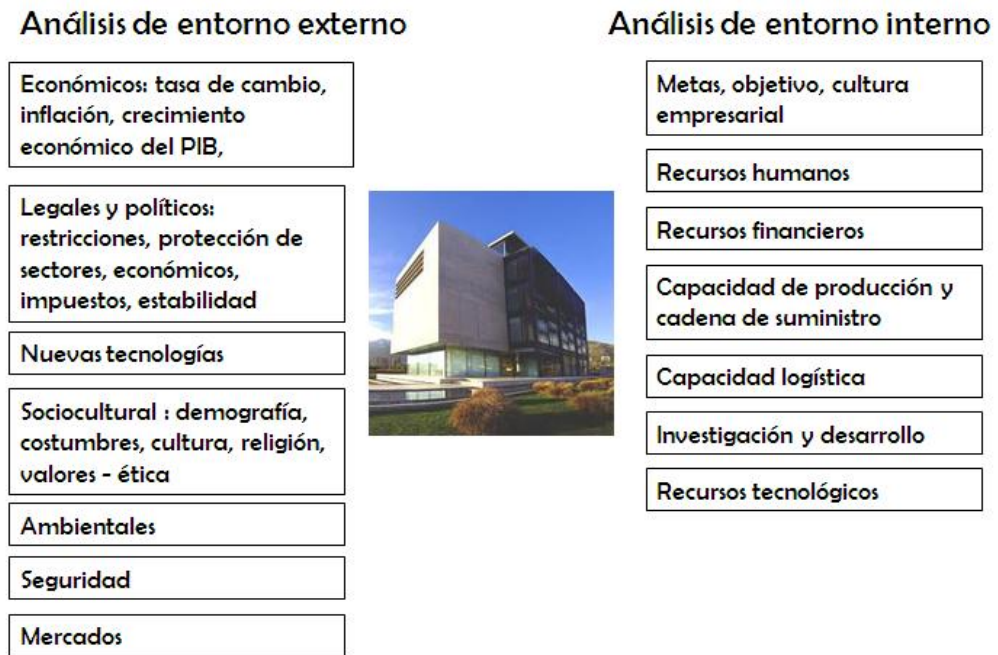 Análisis de entorno externo
Económicos: tasa de cambio,
inflación, crecimiento
económico del PIB,
Legales y políticos:
restricciones, protección de
sectores, económicos,
impuestos, estabilidad
Nuevas tecnologías
Sociocultural : demografía,
costumbres, cultura, religión,
valores - ética
Ambientales
Seguridad
Mercados
Análisis de entorno interno
Metas, objetivo, cultura
empresarial
Recursos humanos
Recursos financieros
Capacidad de producción y
cadena de suministro
Capacidad logística
Investigación y desarrollo
Recursos tecnológicos